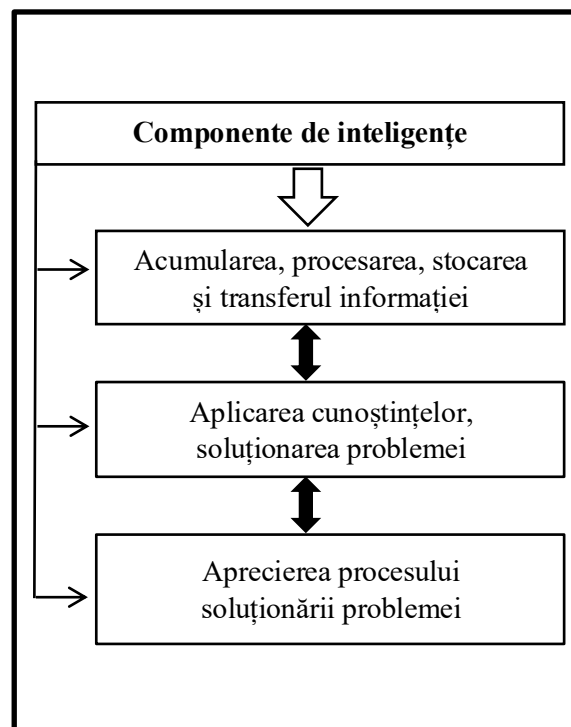 Componente de inteligențe
Acumularea, procesarea, stocarea
și transferul informației
Aplicarea cunoștințelor,
soluționarea problemei
Aprecierea procesului
soluționării problemei